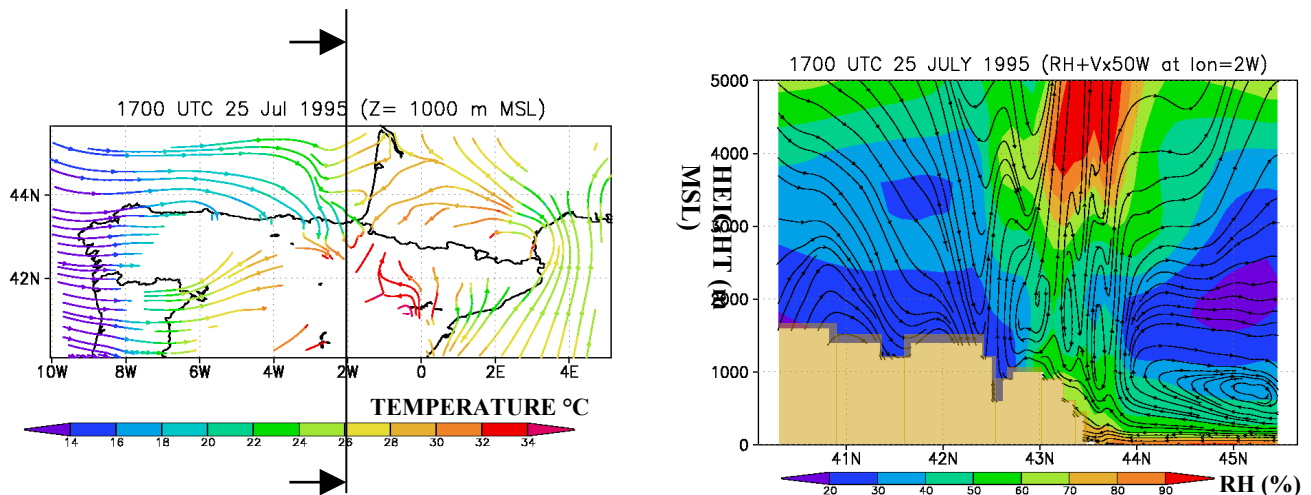 1700 UTC 25 Jul 1995 (Z= 1000 m MSL)
44N
42N
10W 8W 6W 4W 2W 0 2E 4E
TEMPERATURE °C
14 16 18 20 22 24 26 28 30 32 34
1700 UTC 25 JULY 1995 (RH+Vx50W at lon=2W)
5000
4000
3000
2000
1000
0
HEIGHT (m
MSL)
41N 42N 43N 44N 45N
20 30 40 50 60 70 80 90
RH (%)